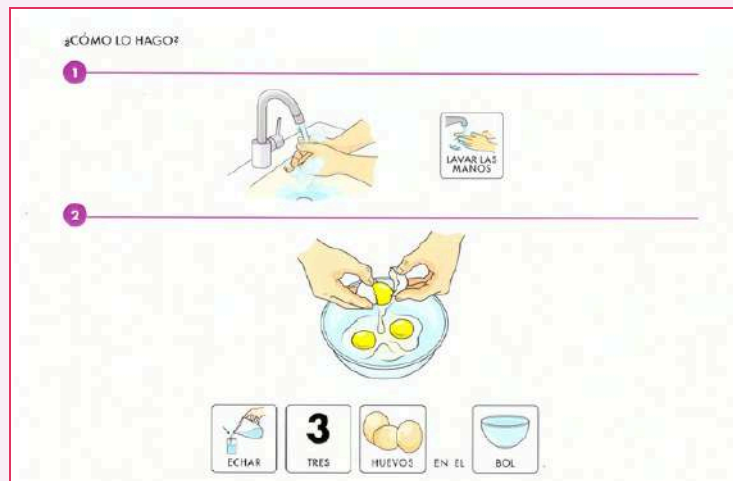 ¿CÓMO LO HAGO?
1
LAVAR LAS
MANOS
2
3
ECHAR TRES HUEVOS EN EL BOL .